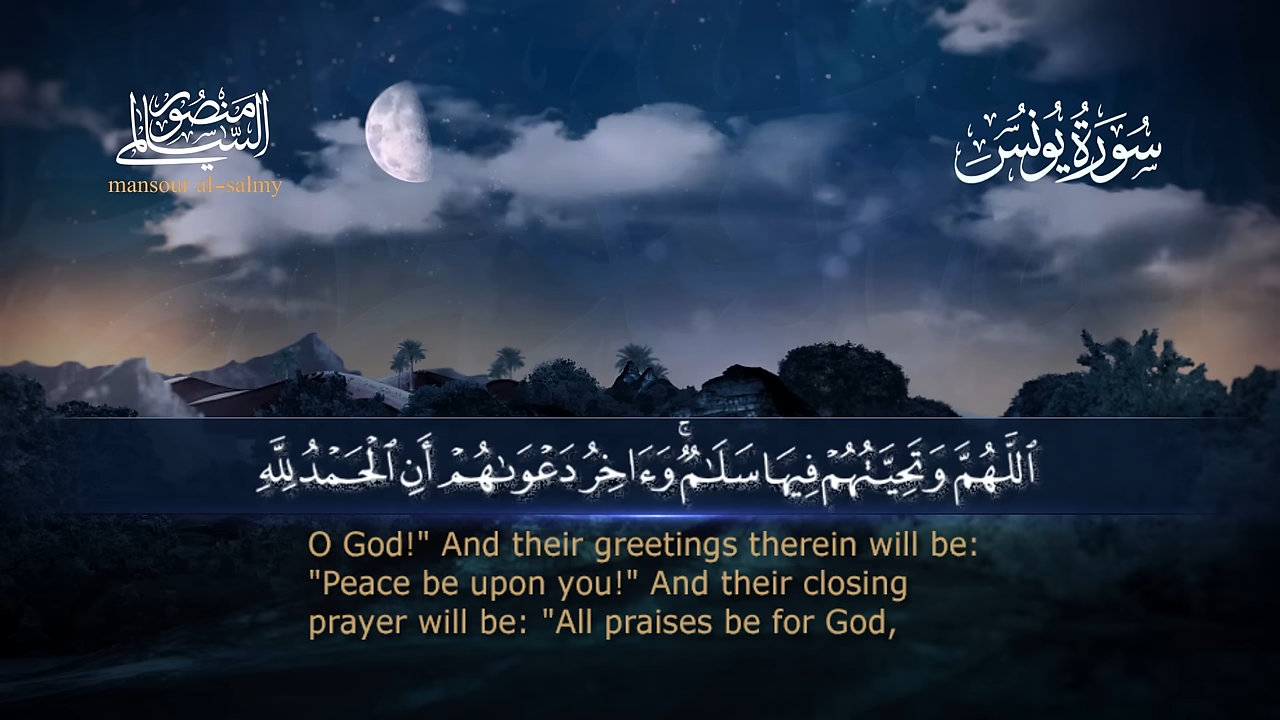 منصور
السالمي
mansour al-salmy
سُورَةُ يُونُسَ
ٱللَّهُمَّ وَتَحِيَّتُهُمْ فِيهَا سَلَـٰمٌ ۚ وَءَاخِرُ دَعْوَىٰهُمْ أَنِ ٱلْحَمْدُ لِلَّهِ
O God!" And their greetings therein will be:
"Peace be upon you!" And their closing
prayer will be: "All praises be for God,